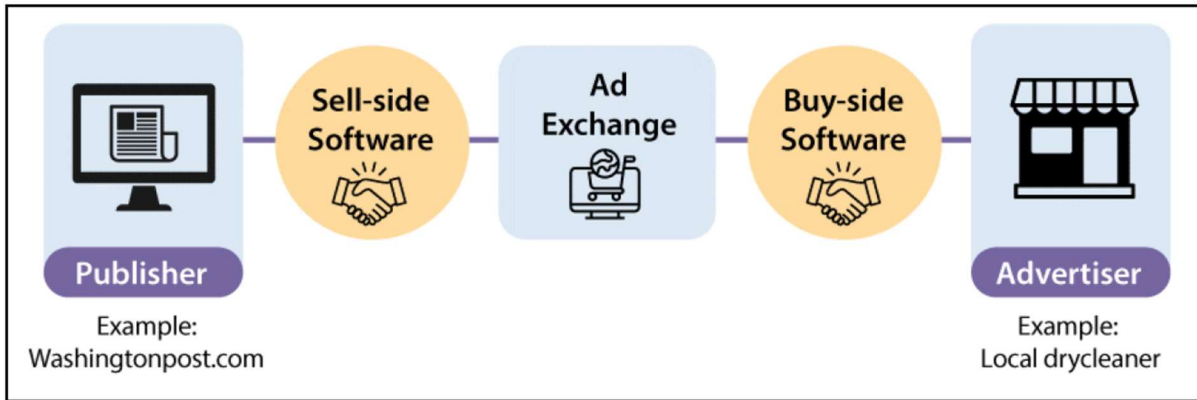 Sell-side
Software
Ad
Exchange
Buy-side
Software
Publisher
Advertiser
Example:
Washingtonpost.com
Example:
Local drycleaner